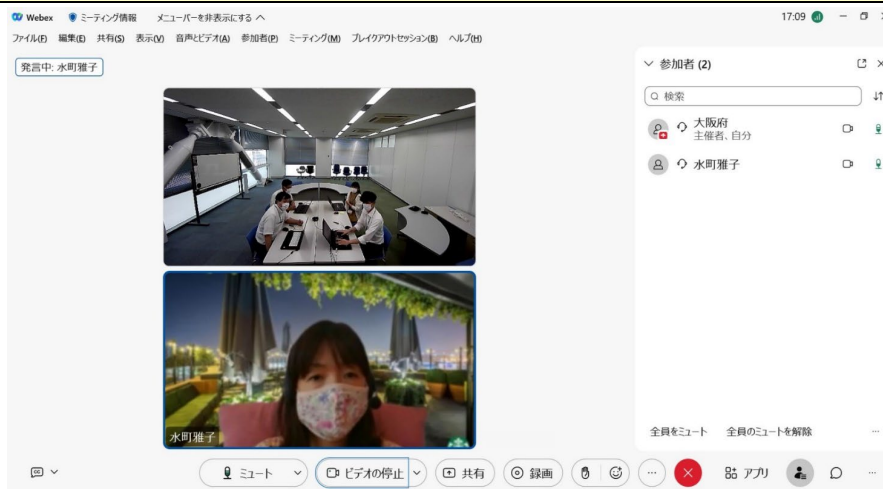 Webex ミーティング情報 メニューバーを非表示にする 17:09
ファイル(F) 編集(E) 共有(S) 表示(V) 音声とビデオ(A) 参加者(P) ミーティング(M) ブレイクアウトセッション(B) ヘルプ(H)
発言中: 水町雅子
参加者 (2)
検索
大阪府
主催者、自分
水町雅子
水町雅子
全員をミュート 全員のミュートを解除 ...
CC ミュート ビデオの停止 共有 録画 アプリ